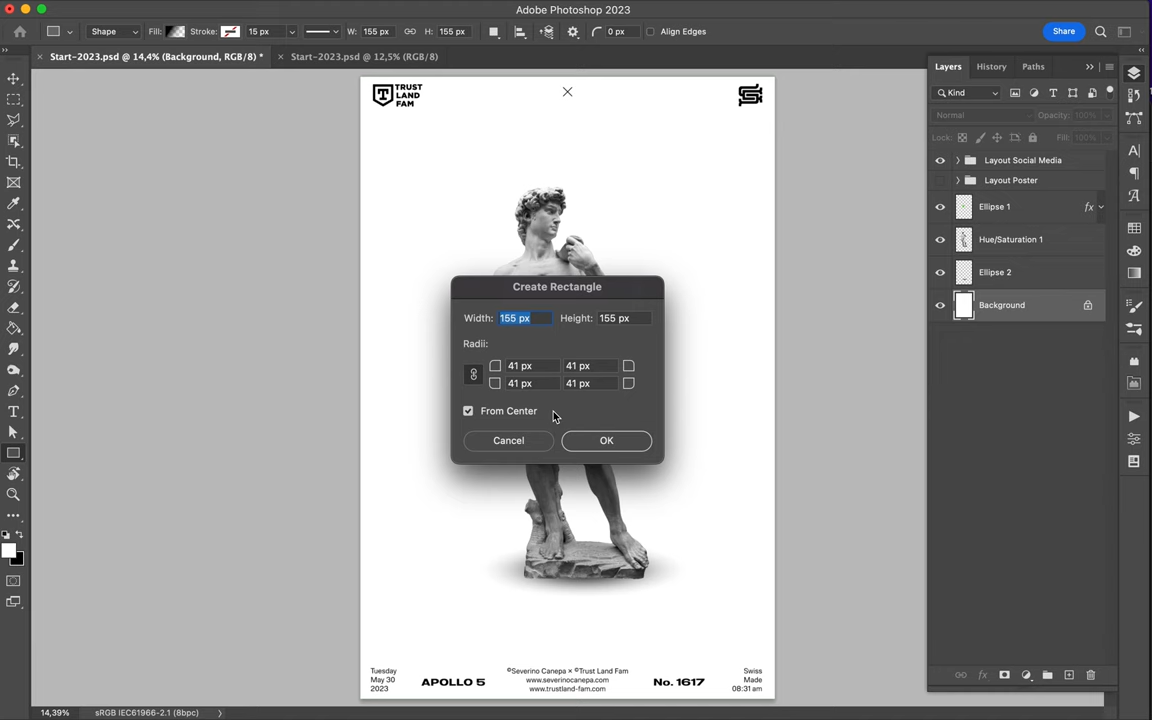 Adobe Photoshop 2023
Shape Fill: Stroke: 15 px W: 155 px H: 155 px 0 px Align Edges Share
Start-2023.psd @ 14,4% (Background, RGB/8) * Start-2023.psd @ 12,5% (RGB/8)
Layers History Paths
Kind
Normal Opacity: 100%
Lock: Fill: 100%
Layout Social Media
Layout Poster
Ellipse 1 fx
Hue/Saturation 1
Ellipse 2
Background
TRUST
LAND
FAM
Create Rectangle
Width: 155 px Height: 155 px
Radii:
41 px 41 px
41 px 41 px
From Center
Cancel OK
Tuesday
May 30
2023
APOLLO 5
©Severino Canepa × ©Trust Land Fam
www.severinocanepa.com
www.trustland-fam.com
No. 1617
Swiss
Made
08:31 am
fx
14,39% sRGB IEC61966-2.1 (8bpc)